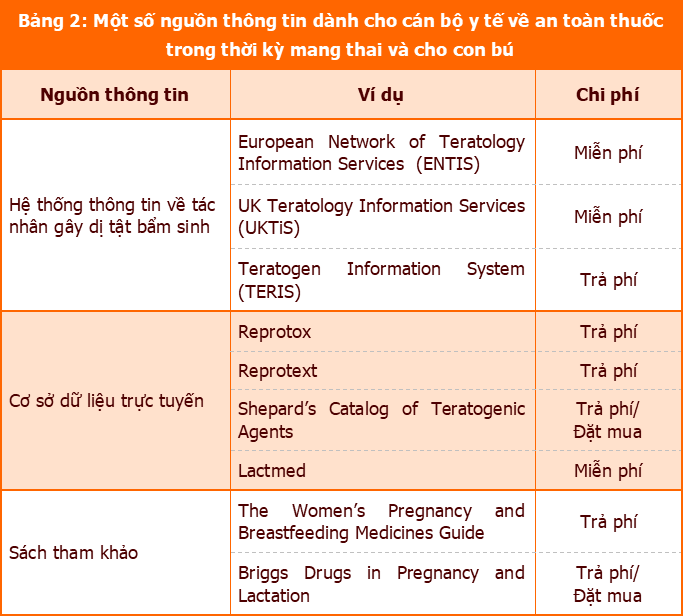 Bảng 2: Một số nguồn thông tin dành cho cán bộ y tế về an toàn thuốc
trong thời kỳ mang thai và cho con bú
Nguồn thông tin
Ví dụ
Chi phí
Hệ thống thông tin về tác
nhân gây dị tật bẩm sinh
European Network of Teratology
Information Services (ENTIS)
Miễn phí
UK Teratology Information Services
(UKTiS)
Miễn phí
Teratogen Information System
(TERIS)
Trả phí
Cơ sở dữ liệu trực tuyến
Reprotox
Trả phí
Reprotext
Trả phí
Shepard’s Catalog of Teratogenic
Agents
Trả phí/
Đặt mua
Lactmed
Miễn phí
Sách tham khảo
The Women’s Pregnancy and
Breastfeeding Medicines Guide
Trả phí
Briggs Drugs in Pregnancy and
Lactation
Trả phí/
Đặt mua